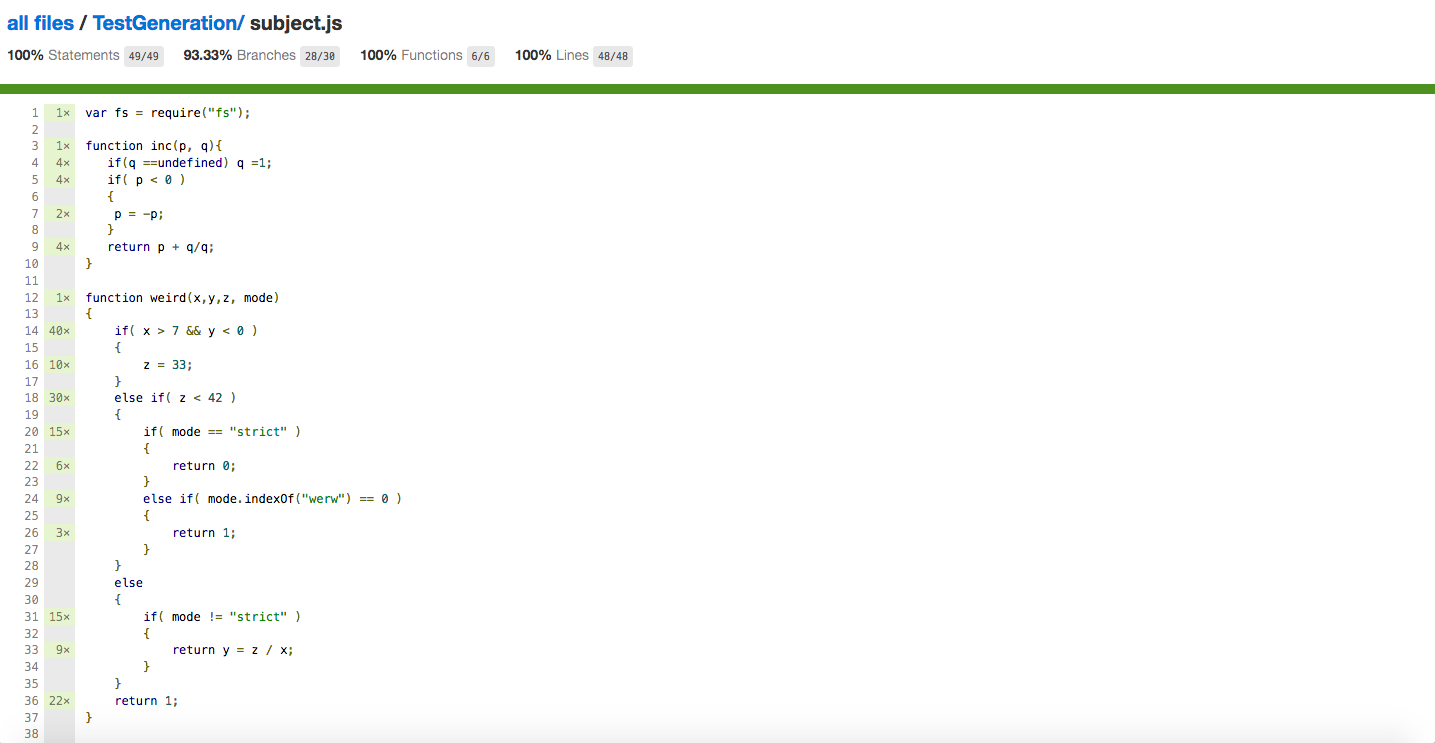 all files / TestGeneration/ subject.js
100% Statements 49/49 93.33% Branches 28/30 100% Functions 6/6 100% Lines 48/48
1 1× var fs = require("fs");
2
3 1× function inc(p, q){
4 4× if(q ==undefined) q =1;
5 4× if( p < 0 )
6 {
7 2× p = -p;
8 }
9 4× return p + q/q;
10 }
11
12 1× function weird(x,y,z, mode)
13 {
14 40× if( x > 7 && y < 0 )
15 {
16 10× z = 33;
17 }
18 30× else if( z < 42 )
19 {
20 15× if( mode == "strict" )
21 {
22 6× return 0;
23 }
24 9× else if( mode.indexOf("werw") == 0 )
25 {
26 3× return 1;
27 }
28 }
29 else
30 {
31 15× if( mode != "strict" )
32 {
33 9× return y = z / x;
34 }
35 }
36 22× return 1;
37 }
38